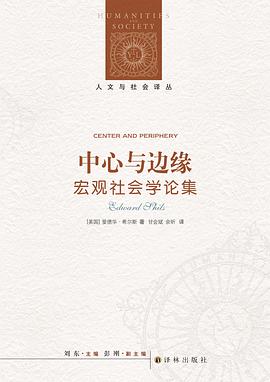 HUMANITIES
AND
SOCIETY
人文与社会译丛
CENTER AND PERIPHERY
中心与边缘
宏观社会学论集
Edward Shils
[美国] 爱德华·希尔斯 著 甘会斌 余昕 译
刘东·主编 彭刚·副主编
译林出版社